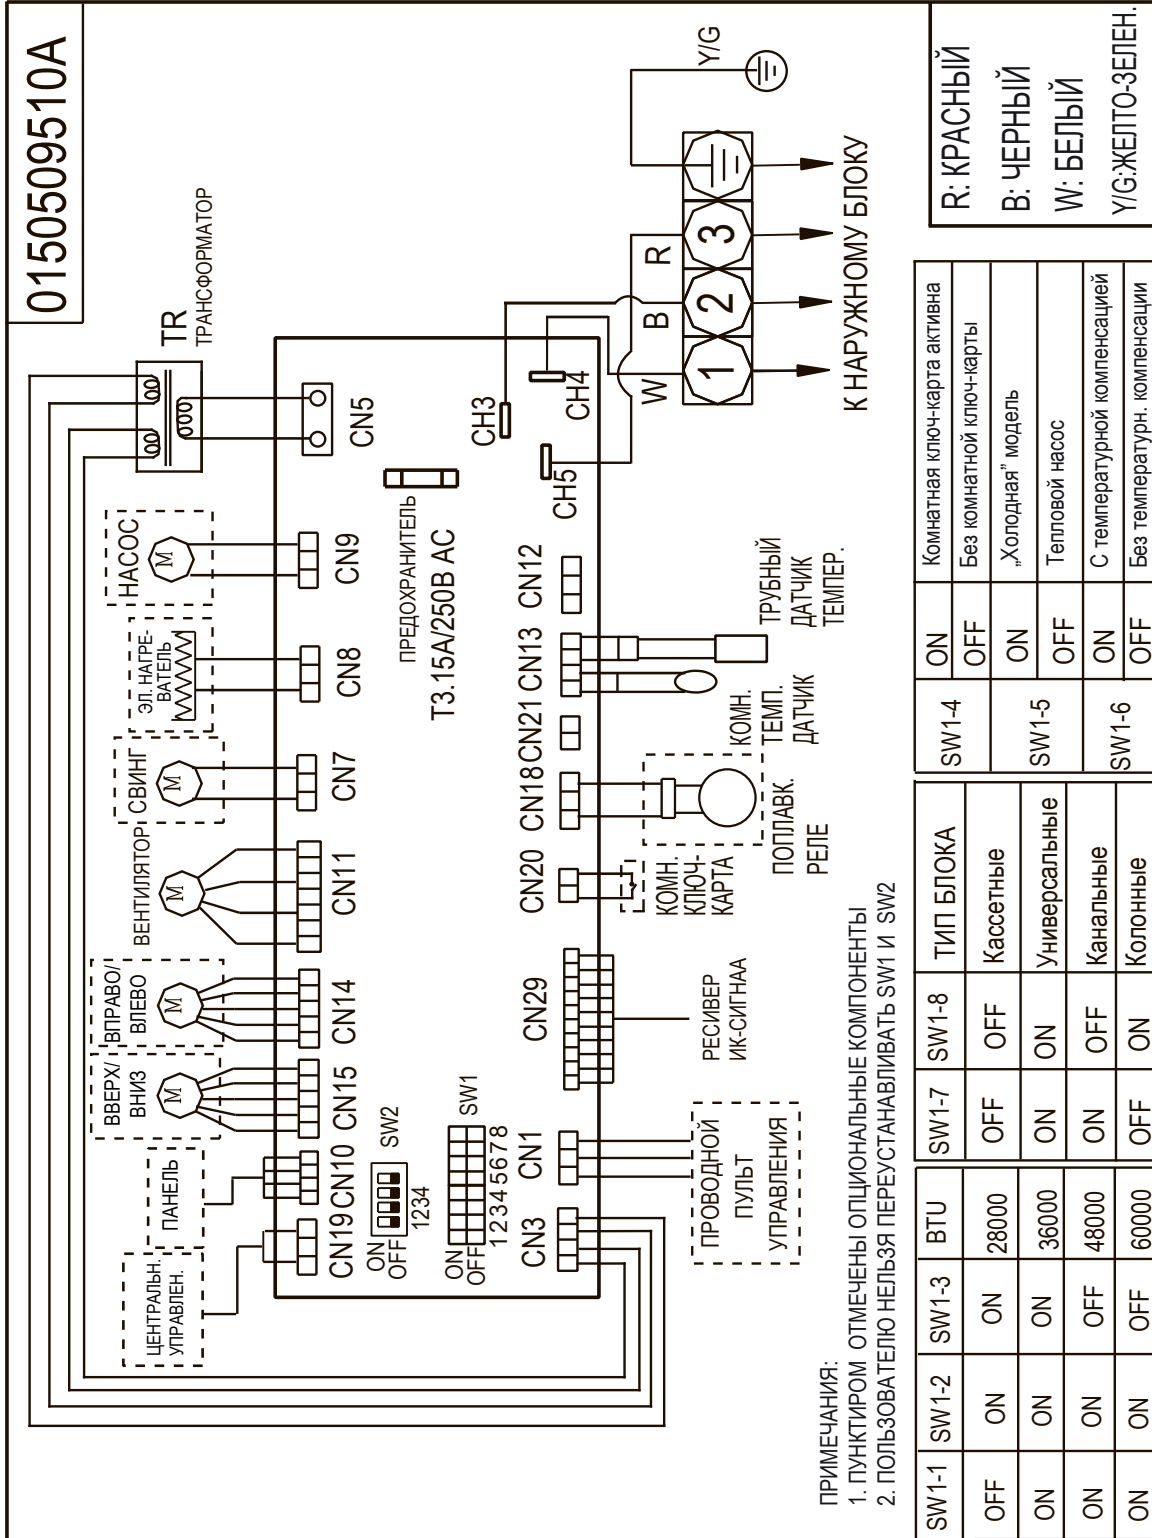 0150509510A
TR
ТРАНСФОРМАТОР
ЦЕНТРАЛЬН.
УПРАВЛЕН.
ПАНЕЛЬ
ВВЕРХ/
ВНИЗ
M
ВПРАВО/
ВЛЕВО
M
ВЕНТИЛЯТОР
M
СВИНГ
M
ЭЛ. НАГРЕ-
ВАТЕЛЬ
НАСОС
M
CN19
CN10
CN15
CN14
CN11
CN7
CN8
CN9
CN5
ON
OFF
1234
SW2
ON
OFF
12345678
SW1
ПРЕДОХРАНИТЕЛЬ
T3.15A/250B AC
CH3
CH4
CH5
CN3
CN1
CN29
CN20
CN18
CN21
CN13
CN12
ПРОВОДНОЙ
ПУЛЬТ
УПРАВЛЕНИЯ
РЕСИВЕР
ИК-СИГНАА
КОМН.
КЛЮЧ-
КАРТА
ПОПЛАВК.
РЕЛЕ
КОМН.
ТЕМП.
ДАТЧИК
ТРУБНЫЙ
ДАТЧИК
ТЕМПЕР.
W
B
R
Y/G
1
2
3
К НАРУЖНОМУ БЛОКУ
ПРИМЕЧАНИЯ:
1. ПУНКТИРОМ ОТМЕЧЕНЫ ОПЦИОНАЛЬНЫЕ КОМПОНЕНТЫ
2. ПОЛЬЗОВАТЕЛЮ НЕЛЬЗЯ ПЕРЕУСТАНАВЛИВАТЬ SW1 И SW2
SW1-1 SW1-2 SW1-3 BTU
OFF ON ON 28000
ON ON ON 36000
ON ON OFF 48000
ON ON OFF 60000
SW1-7 SW1-8 ТИП БЛОКА
OFF OFF Кассетные
ON ON Универсальные
ON OFF Канальные
OFF ON Колонные
SW1-4 ON Комнатная ключ-карта активна
OFF Без комнатной ключ-карты
SW1-5 ON „Холодная” модель
OFF Тепловой насос
SW1-6 ON С температурной компенсацией
OFF Без температурн. компенсации
R: КРАСНЫЙ
B: ЧЕРНЫЙ
W: БЕЛЫЙ
Y/G:ЖЕЛТО-ЗЕЛЕН.